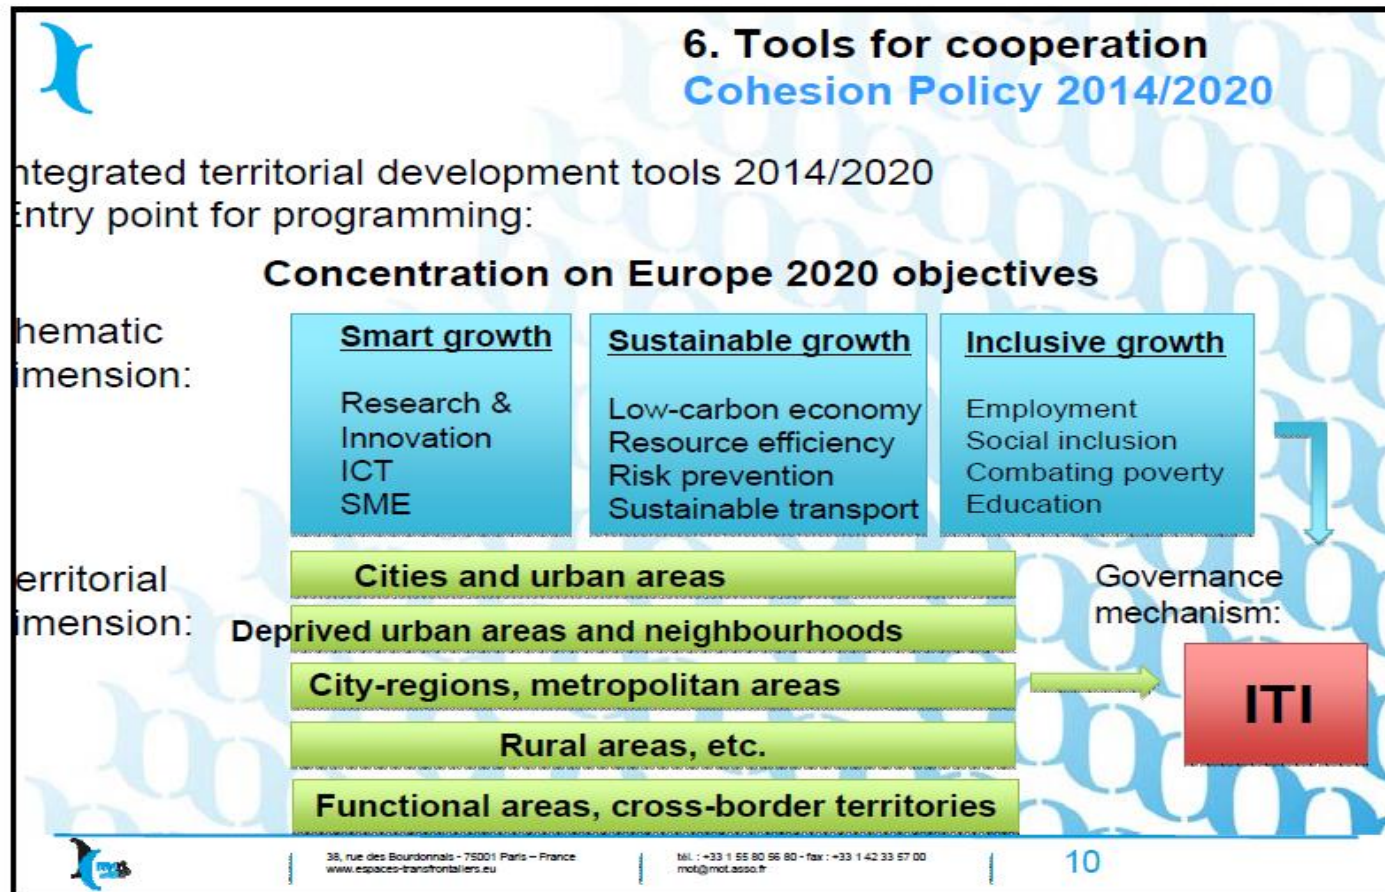 6. Tools for cooperation
Cohesion Policy 2014/2020
ntegrated territorial development tools 2014/2020
Entry point for programming:
Concentration on Europe 2020 objectives
hematic
imension:
Smart growth
Research &
Innovation
ICT
SME
Sustainable growth
Low-carbon economy
Resource efficiency
Risk prevention
Sustainable transport
Inclusive growth
Employment
Social inclusion
Combating poverty
Education
erritorial
imension:
Cities and urban areas
Deprived urban areas and neighbourhoods
City-regions, metropolitan areas
Rural areas, etc.
Functional areas, cross-border territories
Governance
mechanism:
ITI
38, rue des Bourdonnais - 75001 Paris – France
www.espaces-transfrontaliers.eu
tél. : +33 1 55 80 56 80 - fax : +33 1 42 33 57 00
mot@mot.asso.fr
10